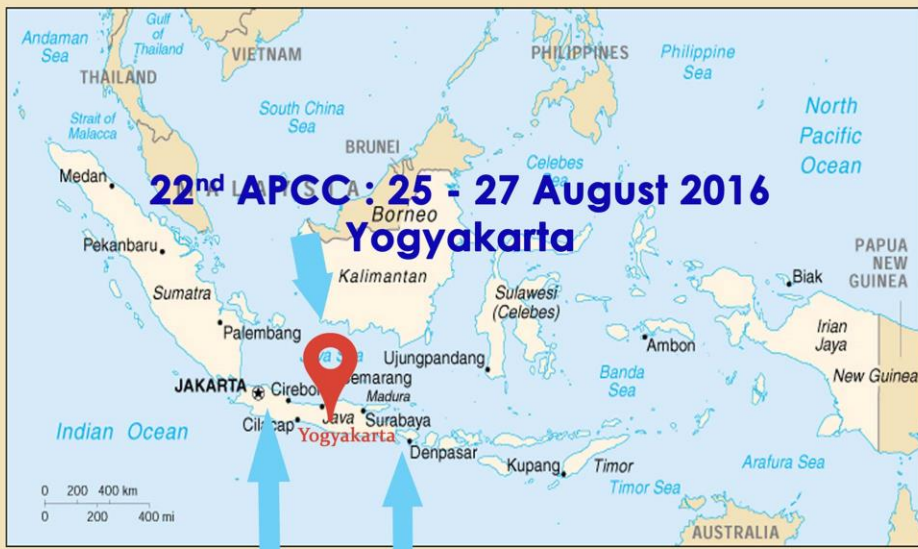 Andaman
Sea
Gulf
of
Thailand
THAILAND
VIETNAM
PHILIPPINES
Philippine
Sea
South China
Sea
Strait of
Malacca
North
Pacific
Ocean
BRUNEI
Celebes
Sea
Medan
22nd APCC : 25 - 27 August 2016
Yogyakarta
Borneo
Pekanbaru
Kalimantan
PAPUA
NEW
GUINEA
Sumatra
Sulawesi
(Celebes)
Biak
Palembang
Irian
Jaya
Ambon
Ujungpandang
Banda
Sea
New Guinea
JAKARTA
Madura
Java
Surabaya
Cilacap
Yogyakarta
Indian Ocean
Denpasar
Kupang
Timor
Arafura Sea
Timor Sea
0 200 400 km
0 200 400 mi
AUSTRALIA